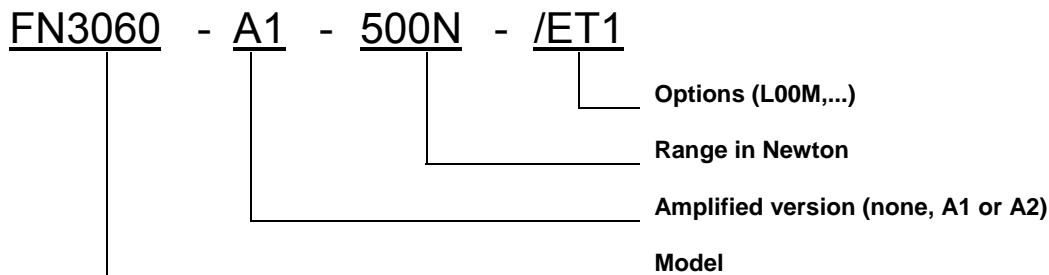 FN3060 - A1 - 500N - /ET1
Options (L00M,...)
Range in Newton
Amplified version (none, A1 or A2)
Model